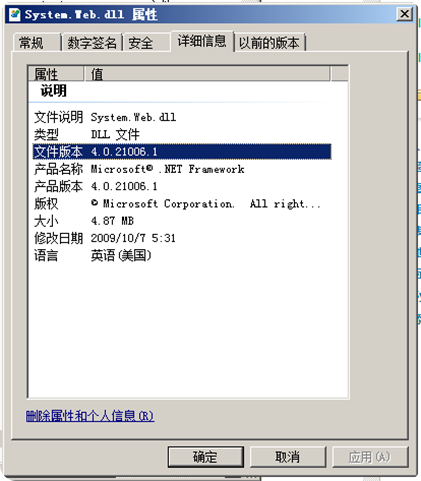 System.Web.dll 属性
常规 数字签名 安全 详细信息 以前的版本
属性 值
说明
文件说明 System.Web.dll
类型 DLL 文件
文件版本 4.0.21006.1
产品名称 Microsoft® .NET Framework
产品版本 4.0.21006.1
版权 © Microsoft Corporation. All right...
大小 4.87 MB
修改日期 2009/10/7 5:31
语言 英语(美国)
删除属性和个人信息(R)
确定 取消 应用(A)